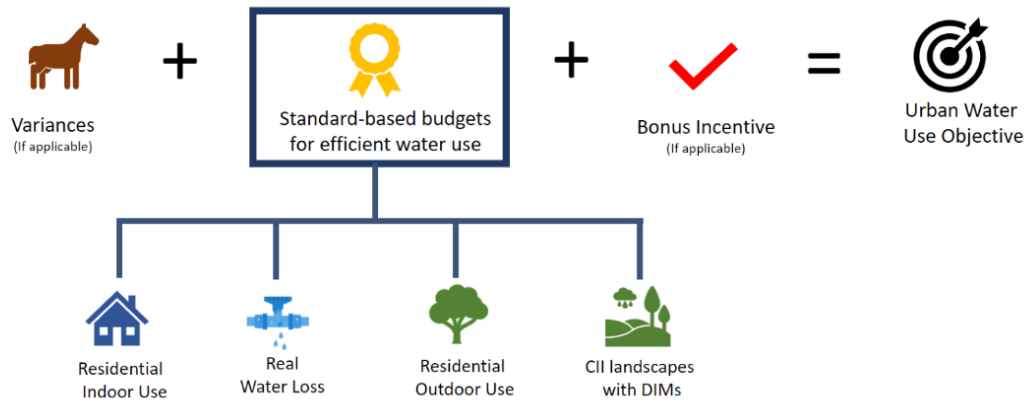 Variances
(If applicable)
+
Standard-based budgets
for efficient water use
+
Bonus Incentive
(If applicable)
=
Urban Water
Use Objective
Residential
Indoor Use
Real
Water Loss
Residential
Outdoor Use
CII landscapes
with DIMs